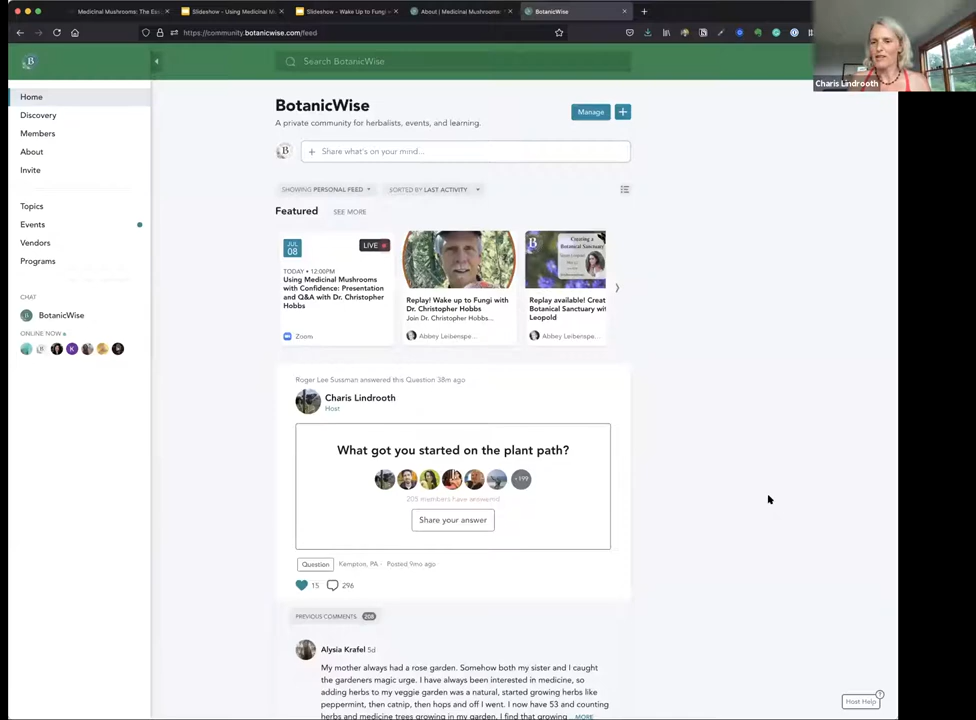 Medicinal Mushrooms: The Es
Slideshow - Using Medicinal M
Slideshow - Wake Up to Fungi w
About | Medicinal Mushrooms:
BotanicWise
https://community.botanicwise.com/feed
Charis Lindrooth
B
Search BotanicWise
Home
Discovery
Members
About
Invite
Topics
Events
Vendors
Programs
CHAT
BotanicWise
ONLINE NOW
K
BotanicWise
A private community for herbalists, events, and learning.
Manage
+
B
+ Share what's on your mind...
SHOWING PERSONAL FEED
SORTED BY LAST ACTIVITY
Featured
SEE MORE
JUL
08
LIVE
TODAY • 12:00PM
Using Medicinal Mushrooms
with Confidence: Presentation
and Q&A with Dr. Christopher
Hobbs
Zoom
Replay! Wake up to Fungi with
Dr. Christopher Hobbs
Join Dr. Christopher Hobbs...
Abbey Leibenspe...
B
Creating a
Botanical Sanctuary
Replay available! Creat
Botanical Sanctuary wit
Leopold
Abbey Leibenspe...
Roger Lee Sussman answered this Question 38m ago
Charis Lindrooth
Host
What got you started on the plant path?
+199
205 members have answered
Share your answer
Question
Kempton, PA · Posted 9mo ago
15
296
PREVIOUS COMMENTS
208
Alysia Krafel 5d
My mother always had a rose garden. Somehow both my sister and I caught
the gardeners magic urge. I have always been interested in medicine, so
adding herbs to my veggie garden was a natural, started growing herbs like
peppermint, then catnip, then hops and off I went. I now have 53 and counting
herbs and medicine trees growing in my garden. I find that growing ...MORE
Host Help
?